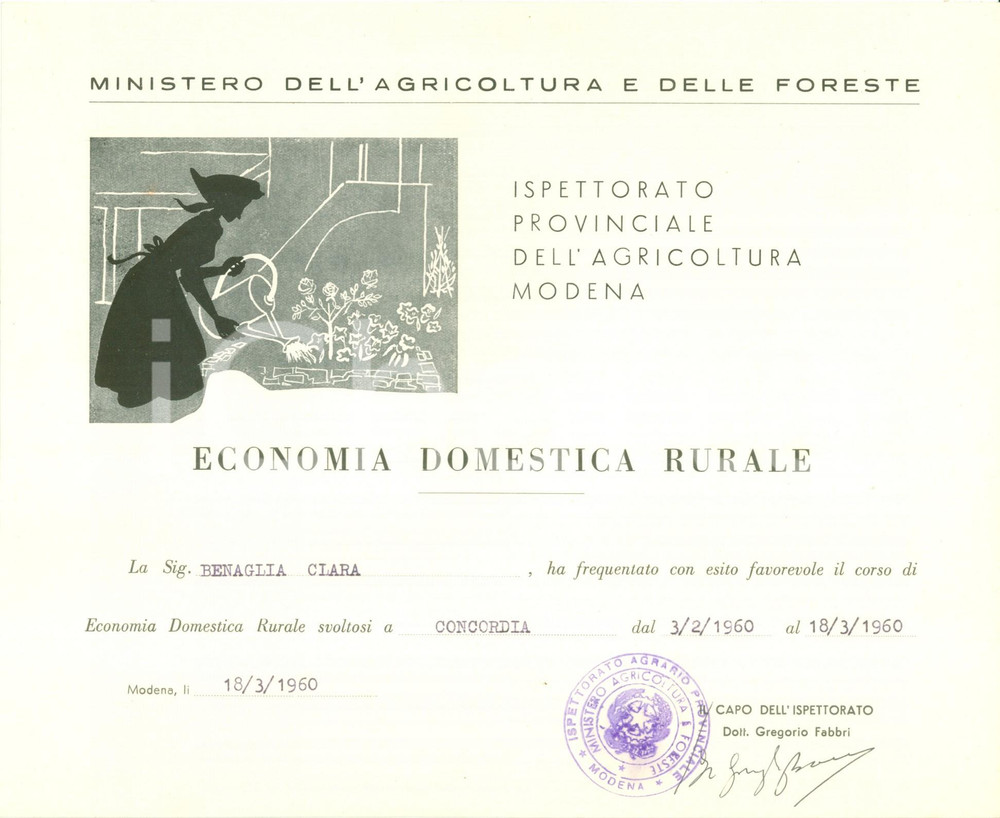 MINISTERO DELL'AGRICOLTURA E DELLE FORESTE
ISPETTORATO
PROVINCIALE
DELL'AGRICOLTURA
MODENA
ECONOMIA DOMESTICA RURALE
La Sig. BENAGLIA CLARA , ha frequentato con esito favorevole il corso di
Economia Domestica Rurale svoltosi a CONCORDIA dal 3/2/1960 al 18/3/1960
Modena, li 18/3/1960
ISPETTORATO AGRARIO PROVINCIALE
MINISTERO AGRICOLTURA E FORESTE
★ MODENA ★
IL CAPO DELL'ISPETTORATO
Dott. Gregorio Fabbri